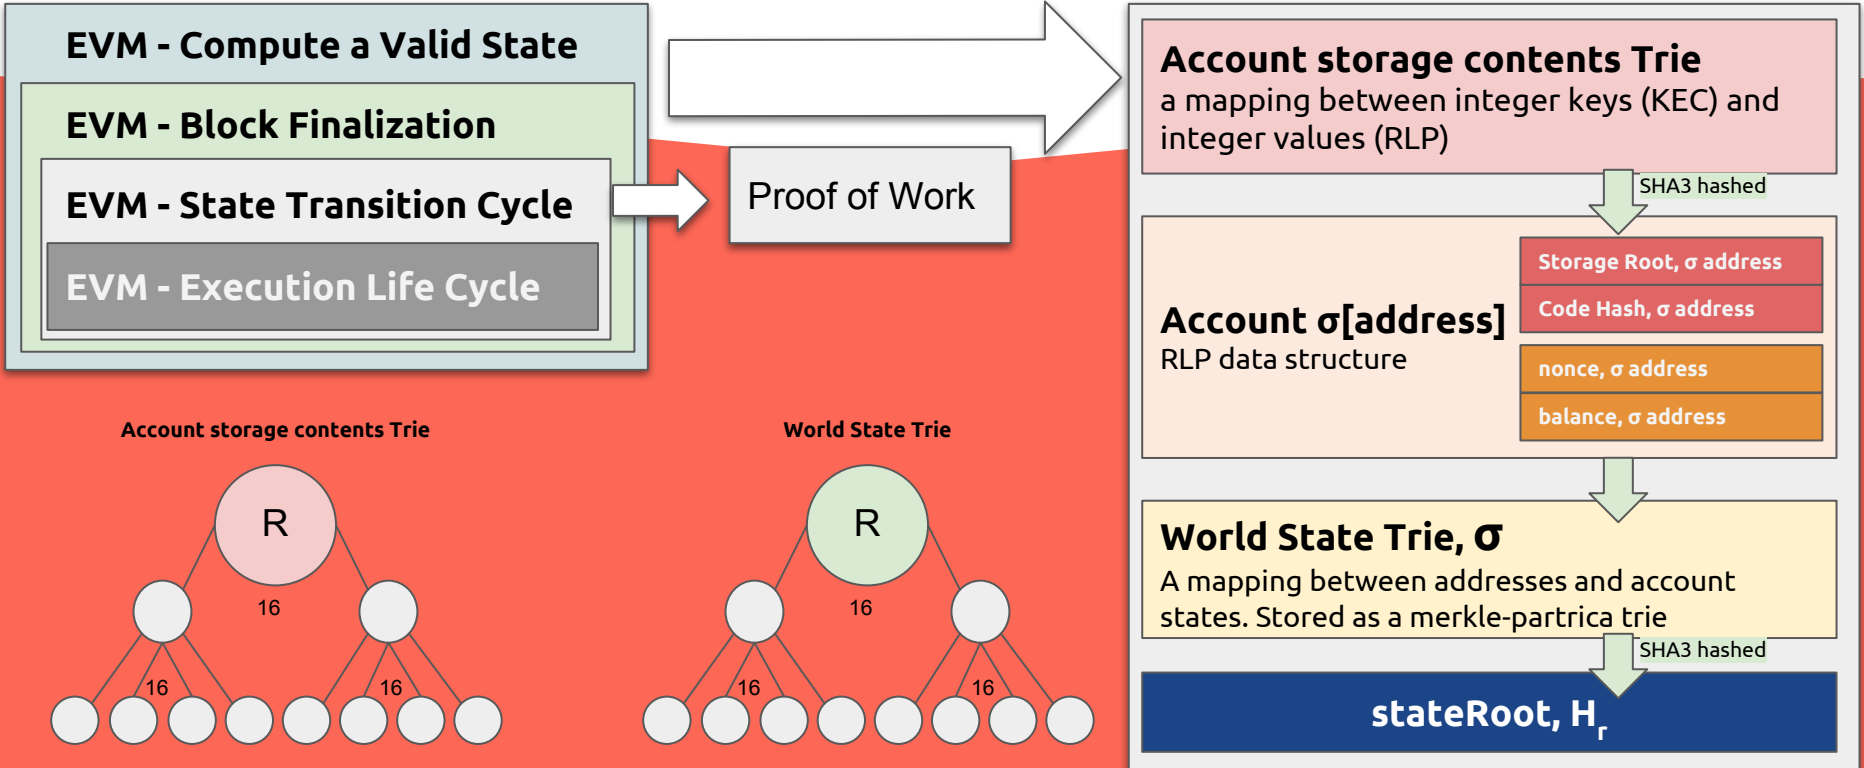 EVM - Compute a Valid State
EVM - Block Finalization
EVM - State Transition Cycle
EVM - Execution Life Cycle
Proof of Work
Account storage contents Trie
a mapping between integer keys (KEC) and
integer values (RLP)
SHA3 hashed
Account σ[address]
RLP data structure
Storage Root, σ address
Code Hash, σ address
nonce, σ address
balance, σ address
World State Trie, σ
A mapping between addresses and account
states. Stored as a merkle-partrica trie
SHA3 hashed
stateRoot, Hr
Account storage contents Trie
R
16
16
16
World State Trie
R
16
16
16